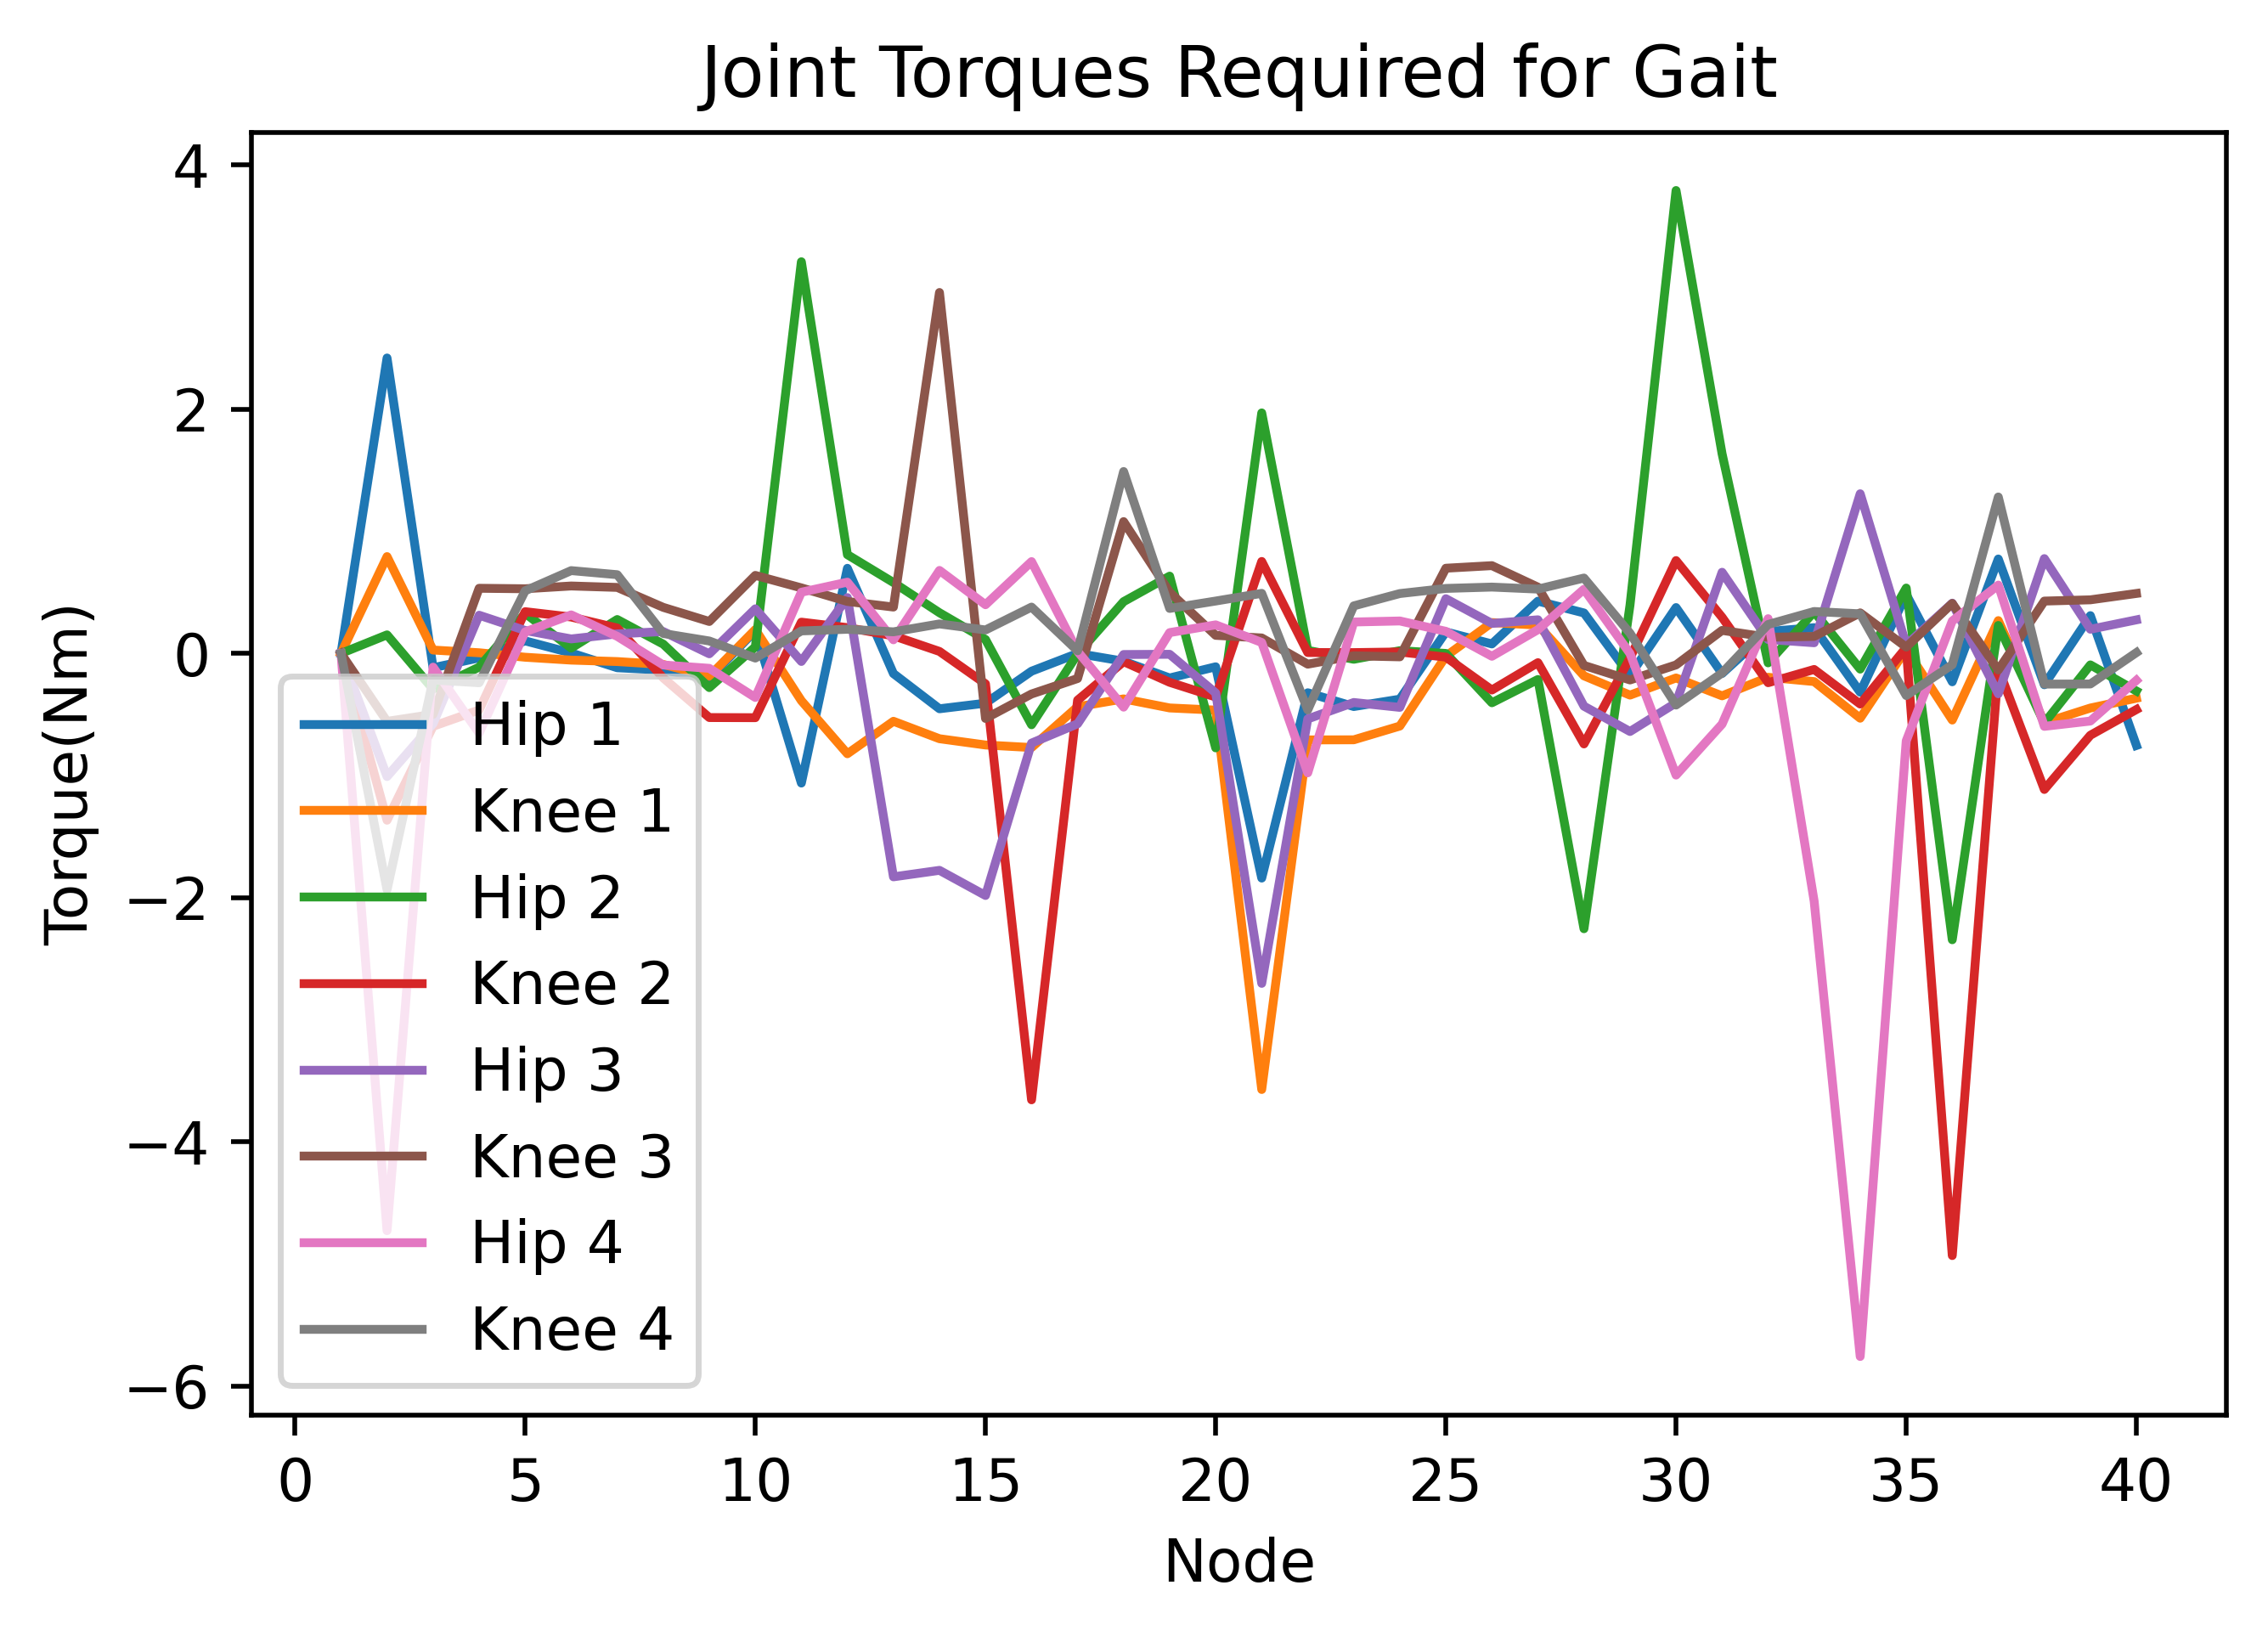 Joint Torques Required for Gait
4
2
0
−2
−4
−6
Torque(Nm)
Hip 1
Knee 1
Hip 2
Knee 2
Hip 3
Knee 3
Hip 4
Knee 4
0 5 10 15 20 25 30 35 40
Node